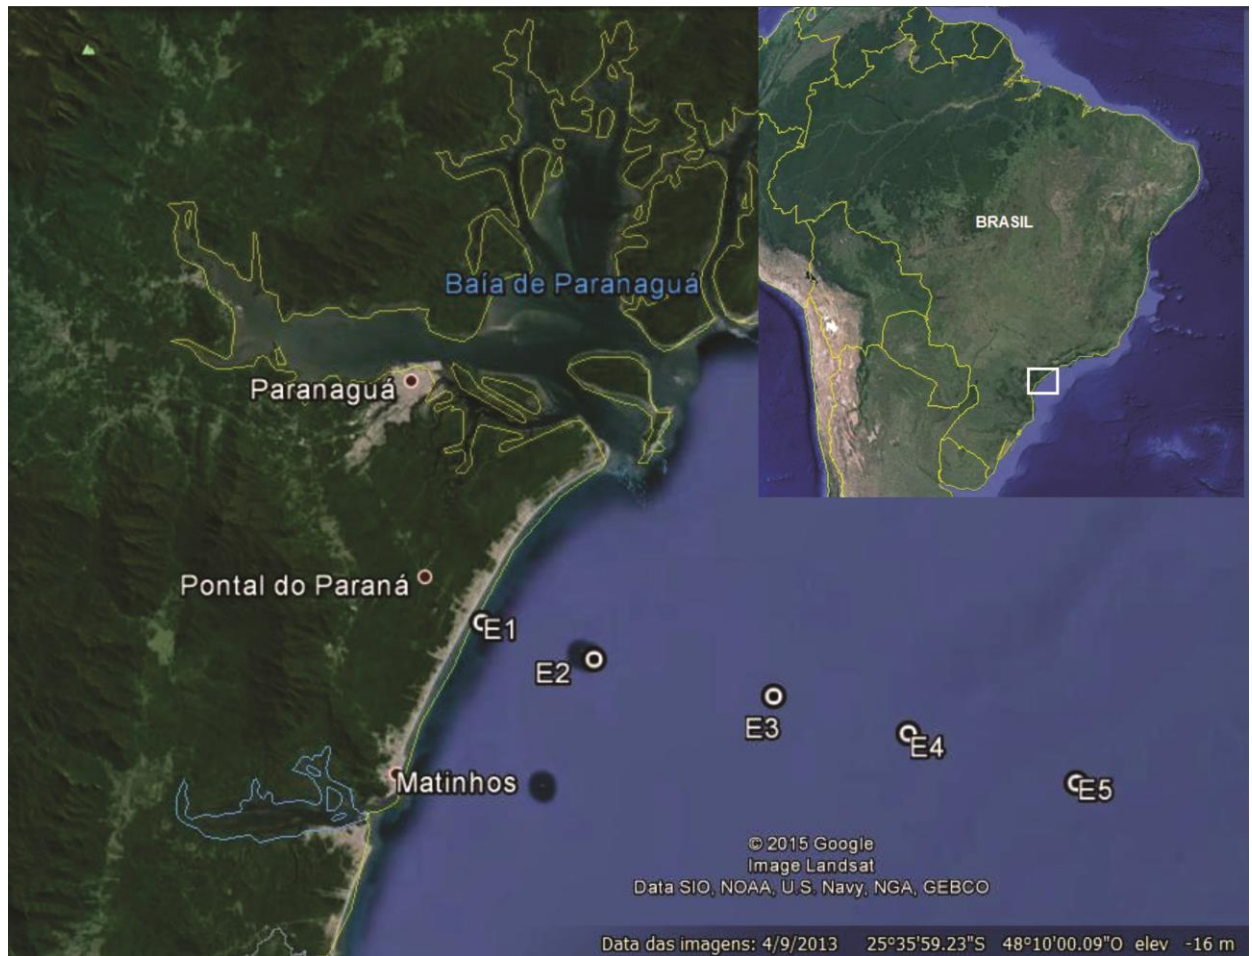 BRASIL
Baía de Paranaguá
Paranaguá
Pontal do Paraná
E1
E2
E3
E4
Matinhos
E5
© 2015 Google
Image Landsat
Data SIO, NOAA, U.S. Navy, NGA, GEBCO
Data das imagens: 4/9/2013 25°35'59.23"S 48°10'00.09"O elev -16 m